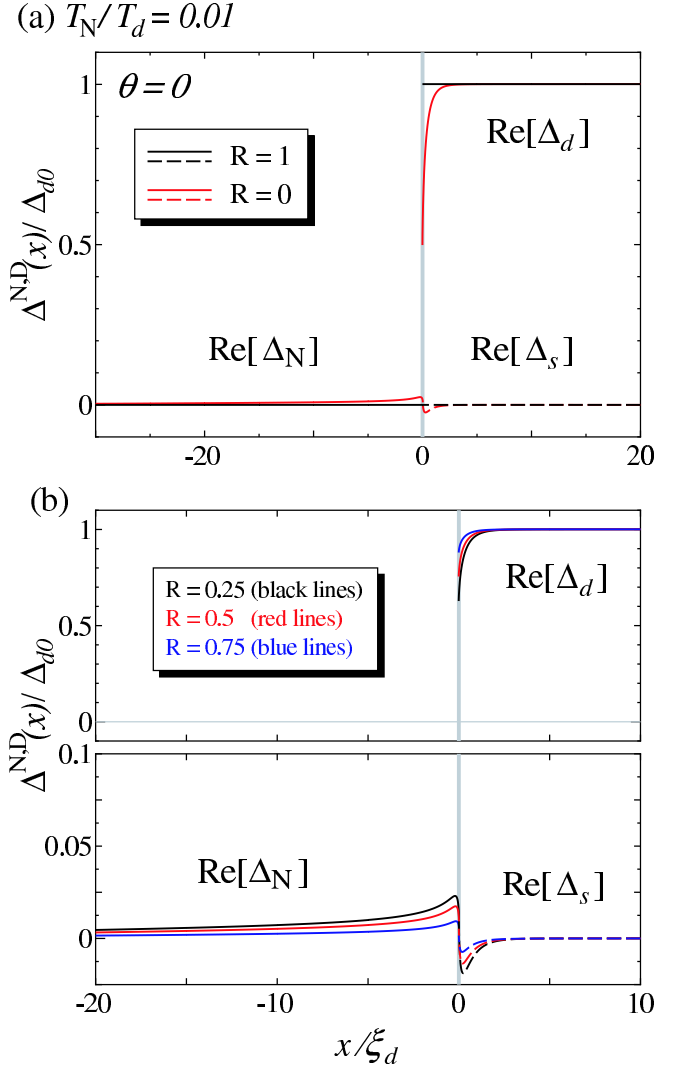 (a) T_N / T_d = 0.01
θ = 0
R = 1
R = 0
Re[Δ_d]
Re[Δ_N]
Re[Δ_s]
1
0.5
0
Δ^{N,D}(x) / Δ_{d0}
-20 0 20
(b)
R = 0.25 (black lines)
R = 0.5 (red lines)
R = 0.75 (blue lines)
Re[Δ_d]
1
0.5
0
Δ^{N,D}(x) / Δ_{d0}
0.1
0.05
0
Re[Δ_N]
Re[Δ_s]
-20 -10 0 10
x / ξ_d